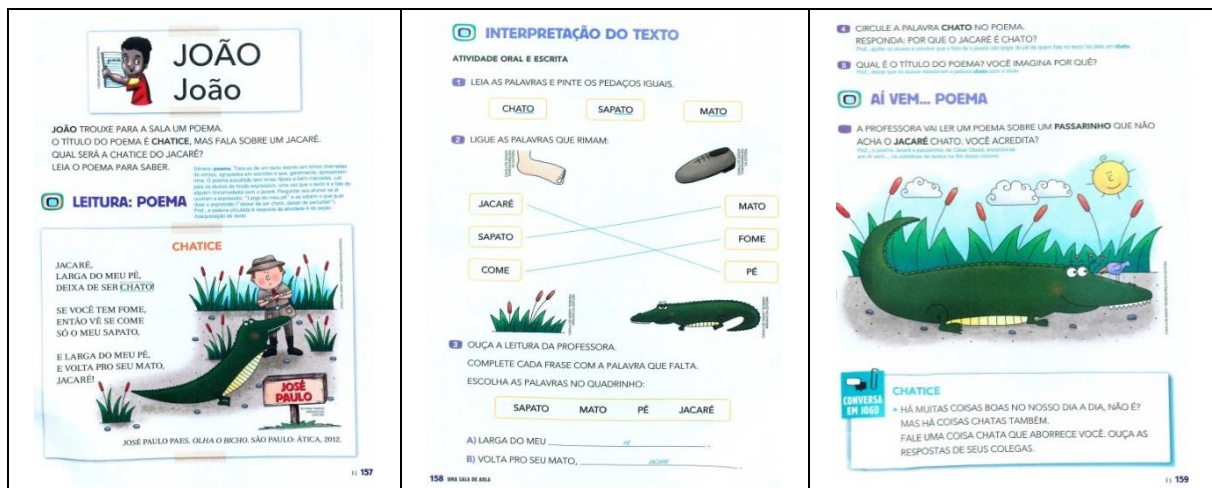 JOÃO
João
JOÃO TROUXE PARA A SALA UM POEMA.
O TÍTULO DO POEMA É CHATICE, MAS FALA SOBRE UM JACARÉ.
QUAL SERÁ A CHATICE DO JACARÉ?
LEIA O POEMA PARA SABER.
LEITURA: POEMA
CHATICE
JACARÉ,
LARGA DO MEU PÉ,
DEIXA DE SER CHATO!
SE VOCÊ TEM FOME,
ENTÃO VÊ SE COME
SÓ O MEU SAPATO,
E LARGA DO MEU PÉ,
E VOLTA PRO SEU MATO,
JACARÉ!
JOSÉ
PAULO
JOSÉ PAULO PAES. OLHA O BICHO. SÃO PAULO: ÁTICA, 2012.
157
INTERPRETAÇÃO DO TEXTO
ATIVIDADE ORAL E ESCRITA
1 LEIA AS PALAVRAS E PINTE OS PEDAÇOS IGUAIS.
CHATO SAPATO MATO
2 LIGUE AS PALAVRAS QUE RIMAM:
JACARÉ MATO
SAPATO FOME
COME PÉ
3 OUÇA A LEITURA DA PROFESSORA.
COMPLETE CADA FRASE COM A PALAVRA QUE FALTA.
ESCOLHA AS PALAVRAS NO QUADRINHO:
SAPATO MATO PÉ JACARÉ
A) LARGA DO MEU PÉ.
B) VOLTA PRO SEU MATO, JACARÉ.
158 UMA SALA DE AULA
4 CIRCULE A PALAVRA CHATO NO POEMA.
RESPONDA: POR QUE O JACARÉ É CHATO?
5 QUAL É O TÍTULO DO POEMA? VOCÊ IMAGINA POR QUÊ?
AÍ VEM... POEMA
A PROFESSORA VAI LER UM POEMA SOBRE UM PASSARINHO QUE NÃO
ACHA O JACARÉ CHATO. VOCÊ ACREDITA?
CONVERSA
EM JOGO
CHATICE
HÁ MUITAS COISAS BOAS NO NOSSO DIA A DIA, NÃO É?
MAS HÁ COISAS CHATAS TAMBÉM.
FALE UMA COISA CHATA QUE ABORRECE VOCÊ. OUÇA AS
RESPOSTAS DE SEUS COLEGAS.
159